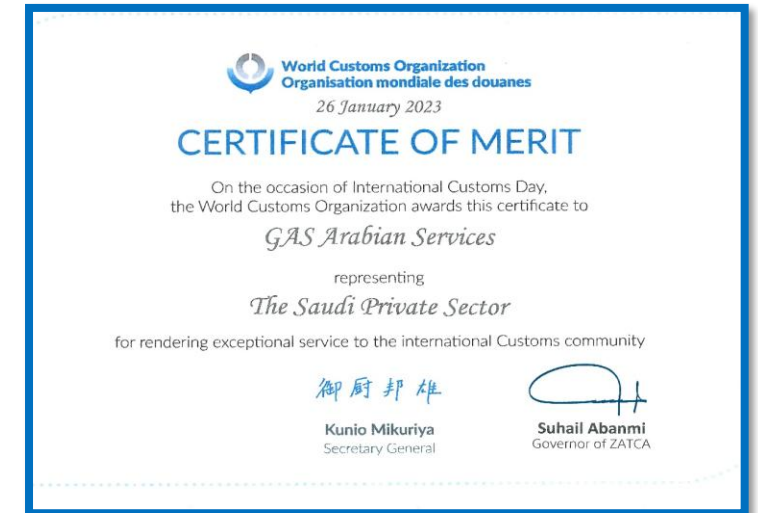 World Customs Organization
Organisation mondiale des douanes
26 January 2023
CERTIFICATE OF MERIT
On the occasion of International Customs Day,
the World Customs Organization awards this certificate to
GAS Arabian Services
representing
The Saudi Private Sector
for rendering exceptional service to the international Customs community
御厨邦雄
Kunio Mikuriya
Secretary General
Suhail Abanmi
Governor of ZATCA